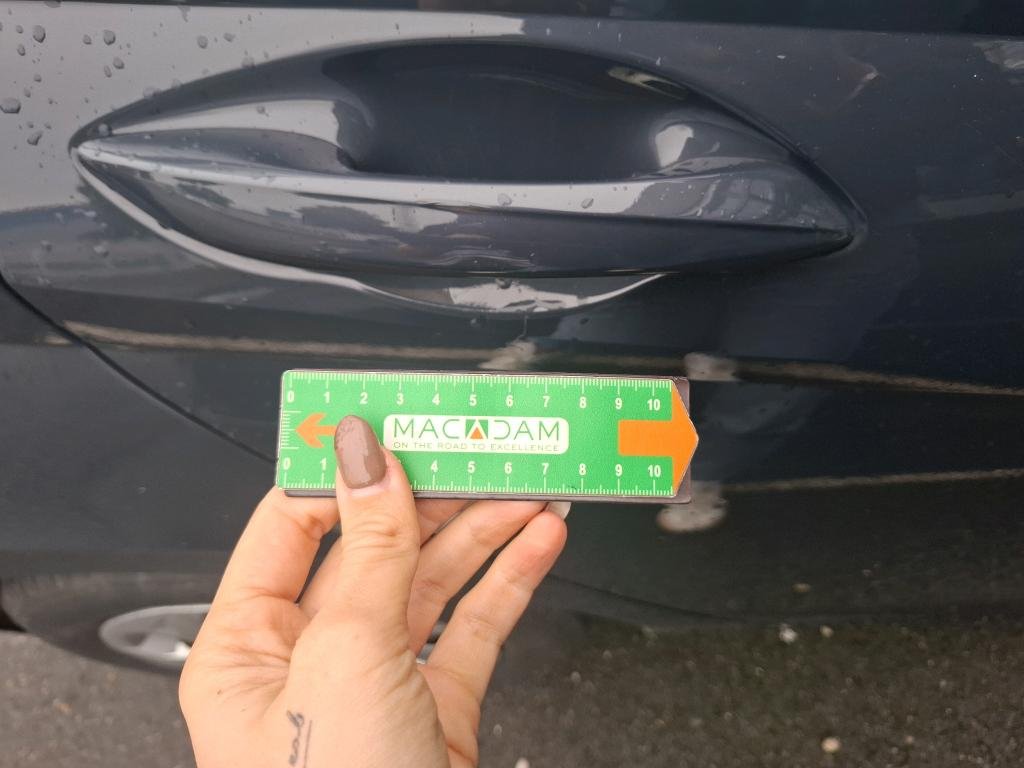 0 1 2 3 4 5 6 7 8 9 10
MACADAM
ON THE ROAD TO EXCELLENCE
0 1 4 5 6 7 8 9 10